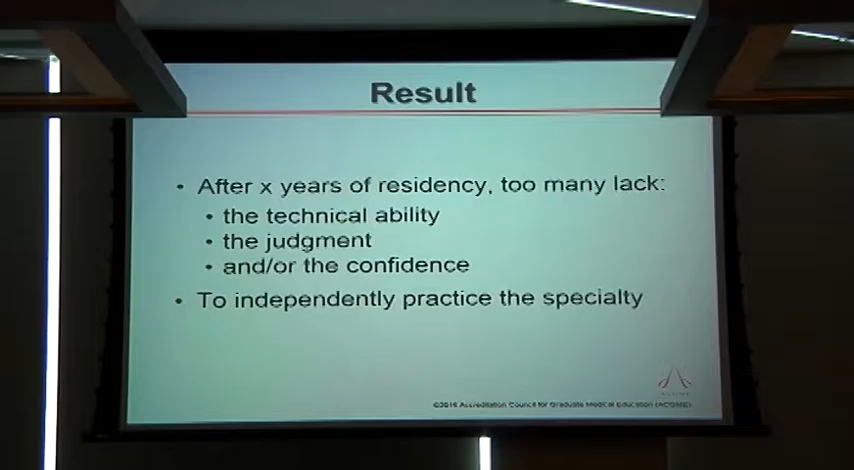 Result
• After x years of residency, too many lack:
• the technical ability
• the judgment
• and/or the confidence
• To independently practice the specialty
©2016 Accreditation Council for Graduate Medical Education (ACGME)